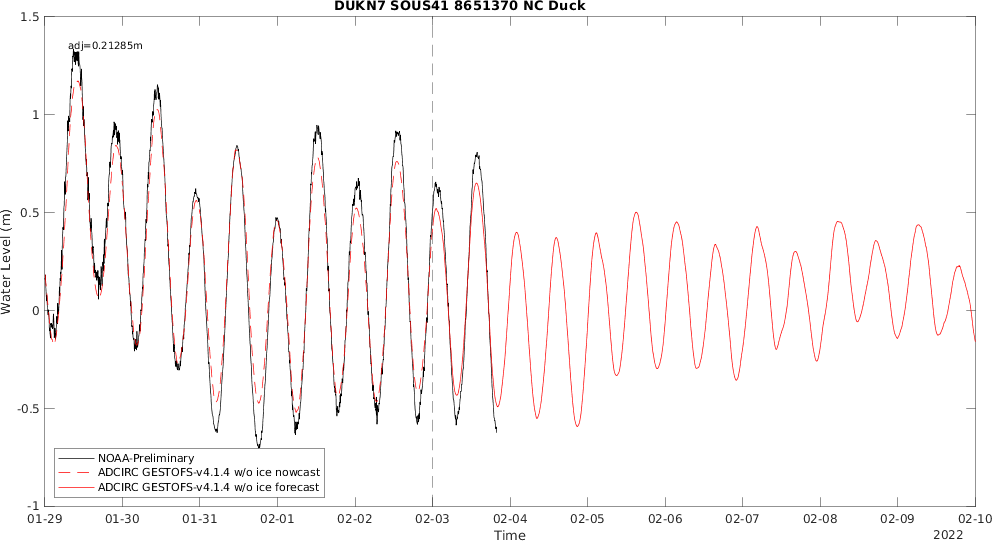 DUKN7 SOUS41 8651370 NC Duck
1.5
adj=0.21285m
1
0.5
0
-0.5
-1
Water Level (m)
NOAA-Preliminary
ADCIRC GESTOFS-v4.1.4 w/o ice nowcast
ADCIRC GESTOFS-v4.1.4 w/o ice forecast
01-29 01-30 01-31 02-01 02-02 02-03 02-04 02-05 02-06 02-07 02-08 02-09 02-10
Time
2022